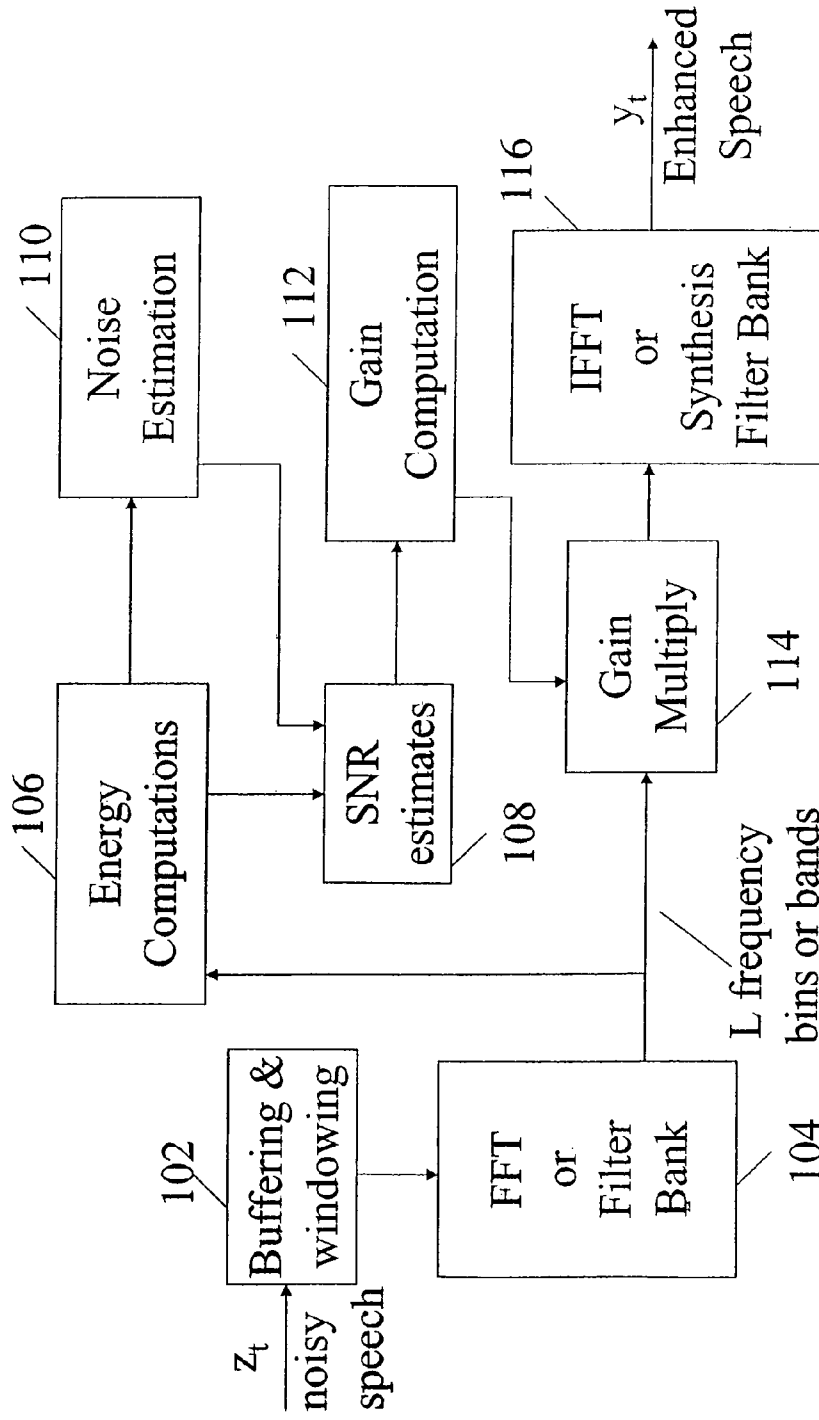 z_t
noisy
speech
102
Buffering &
windowing
FFT
or
Filter
Bank
104
106
Energy
Computations
L frequency
bins or bands
SNR
estimates
108
110
Noise
Estimation
112
Gain
Computation
Gain
Multiply
114
116
IFFT
or
Synthesis
Filter Bank
y_t
Enhanced
Speech